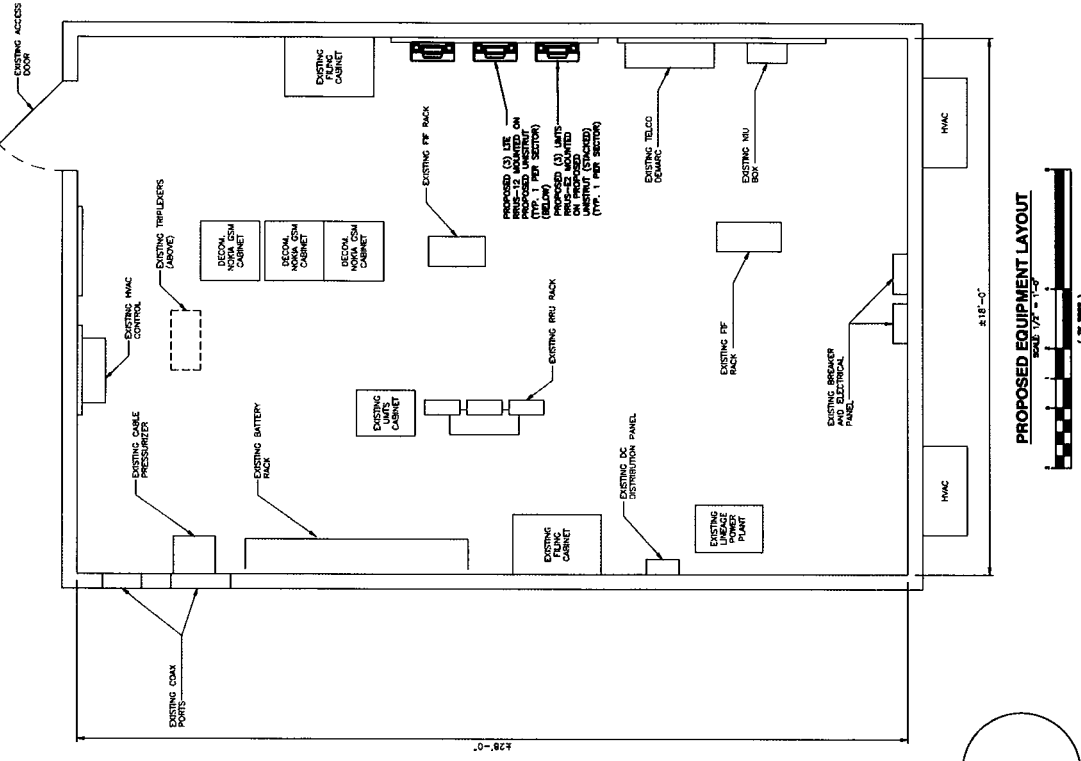 EXISTING ACCESS
DOOR
EXISTING
FILING
CABINET
EXISTING FIF RACK
PROPOSED (3) LTE
RRUS-12 MOUNTED ON
PROPOSED UNISTRUT
(TYP. 1 PER SECTOR)
(BELOW)
PROPOSED (3) UMTS
RRUS-E2 MOUNTED
ON PROPOSED
UNISTRUT (STACKED)
(TYP. 1 PER SECTOR)
EXISTING TELCO
DEMARC
EXISTING NIU
BOX
HVAC
EXISTING TRIPLEXERS
(ABOVE)
DECOM.
NOKIA GSM
CABINET
DECOM.
NOKIA GSM
CABINET
DECOM.
NOKIA GSM
CABINET
EXISTING HVAC
CONTROL
EXISTING RRU RACK
EXISTING FIF
RACK
EXISTING
UMTS
CABINET
EXISTING BREAKER
AND ELECTRICAL
PANEL
EXISTING CABLE
PRESSURIZER
EXISTING BATTERY
RACK
EXISTING DC
DISTRIBUTION PANEL
EXISTING
FILING
CABINET
EXISTING
LINEAGE
POWER
PLANT
HVAC
EXISTING COAX
PORTS
±18'-0"
±28'-0"
PROPOSED EQUIPMENT LAYOUT
SCALE: 1/2" = 1'-0"